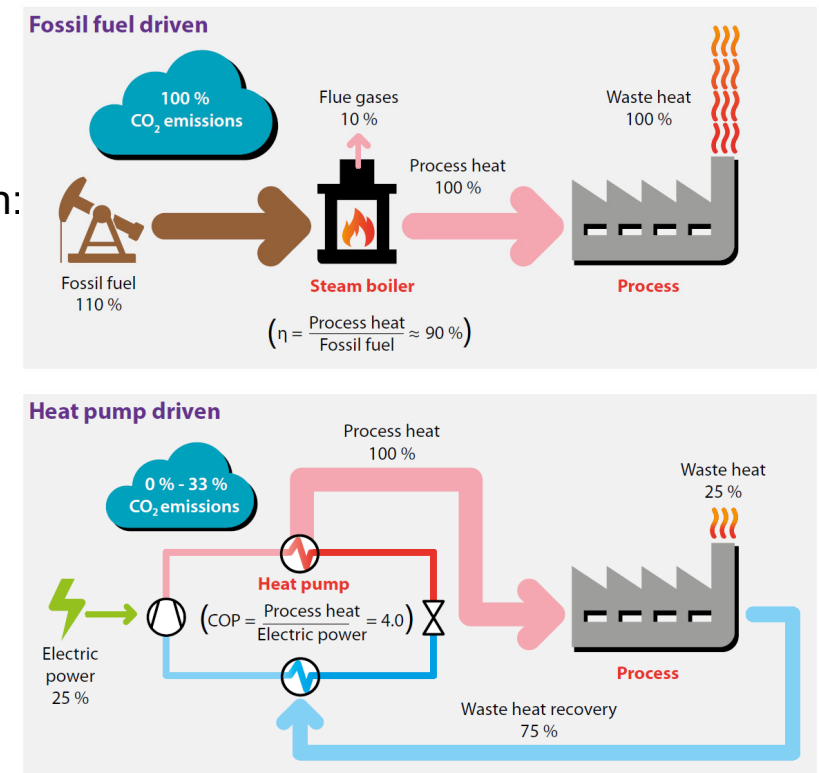 Fossil fuel driven
100 %
CO₂ emissions
Flue gases
10 %
Waste heat
100 %
Process heat
100 %
n:
Fossil fuel
110 %
Steam boiler
Process
(η = Process heat / Fossil fuel ≈ 90 %)
Heat pump driven
Process heat
100 %
0 % - 33 %
CO₂ emissions
Waste heat
25 %
Heat pump
(COP = Process heat / Electric power = 4.0)
Electric
power
25 %
Process
Waste heat recovery
75 %